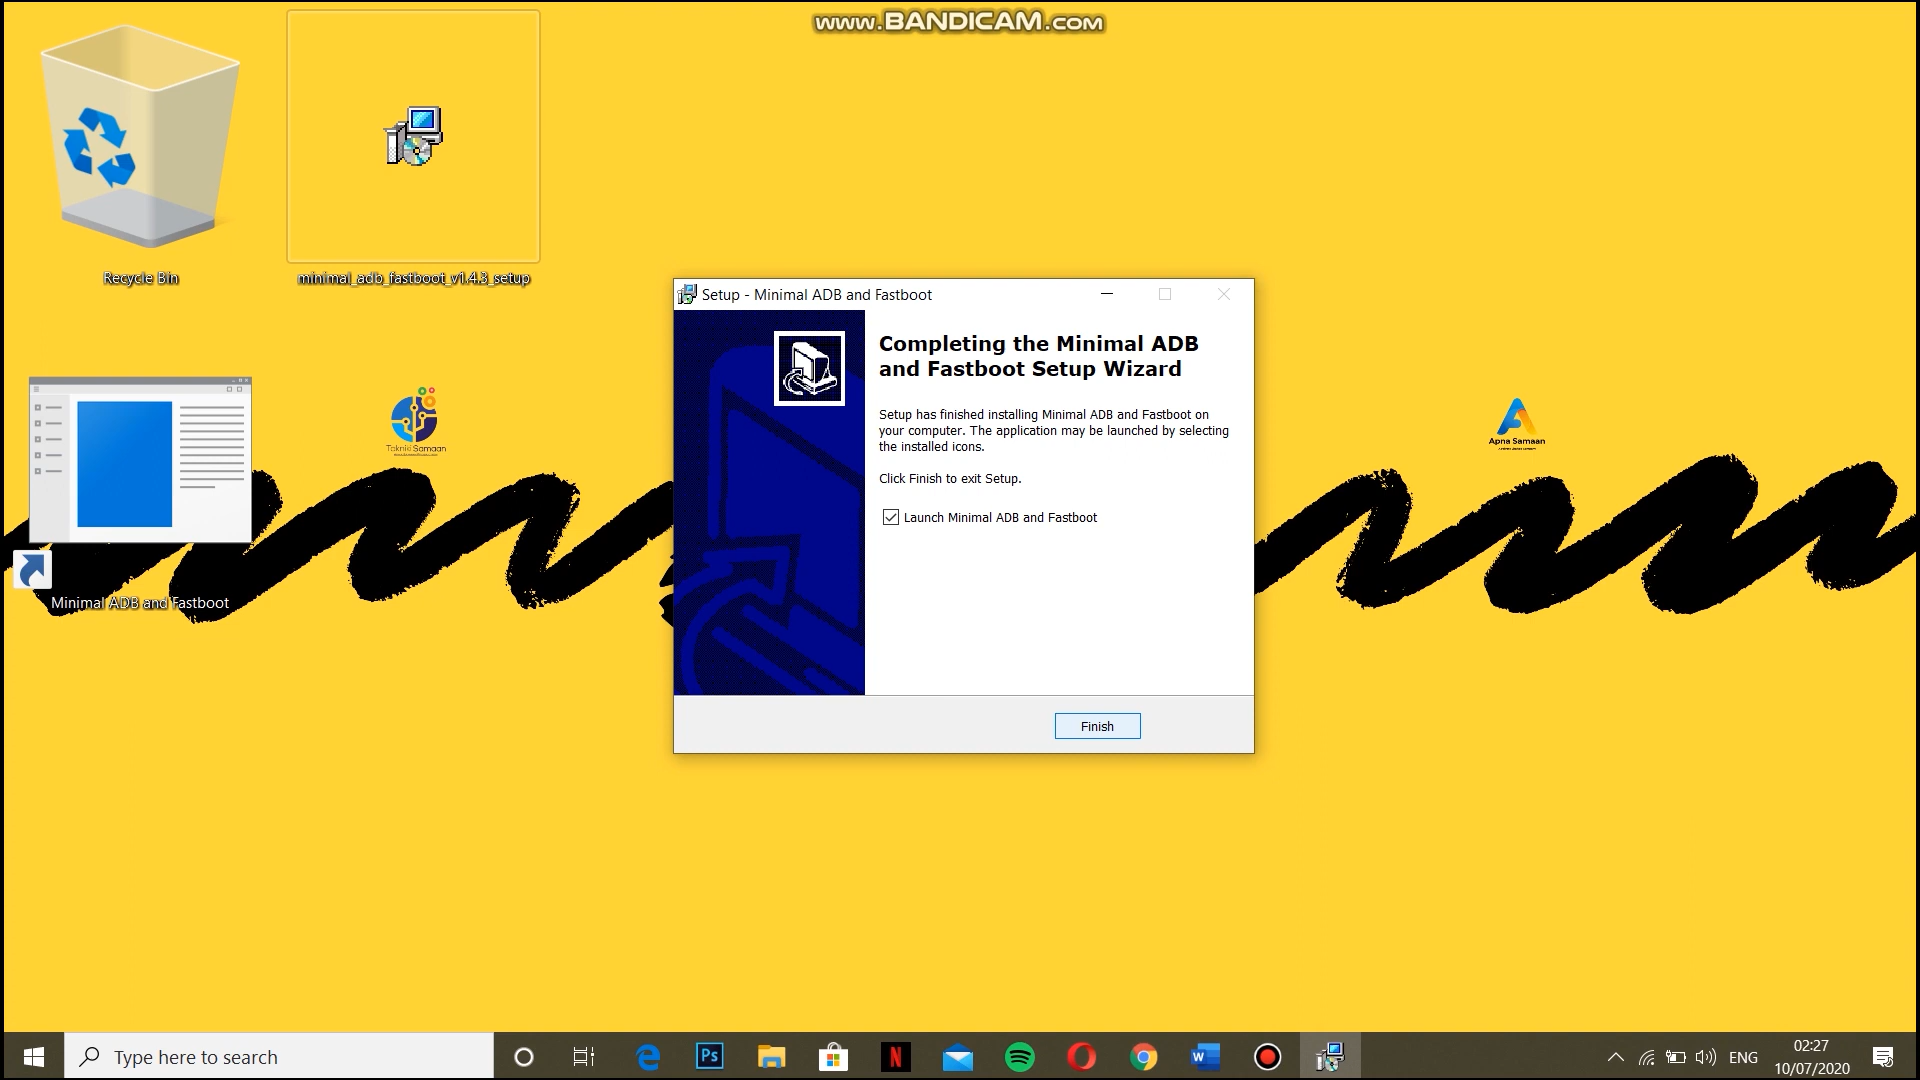 www.BANDICAM.com
Recycle Bin
minimal_adb_fastboot_v1.4.3_setup
Setup - Minimal ADB and Fastboot
Completing the Minimal ADB
and Fastboot Setup Wizard
Setup has finished installing Minimal ADB and Fastboot on
your computer. The application may be launched by selecting
the installed icons.
Click Finish to exit Setup.
Launch Minimal ADB and Fastboot
Finish
Takniki Samaan
Apna Samaan
Minimal ADB and Fastboot
Type here to search
Ps
N
W
ENG
02:27
10/07/2020